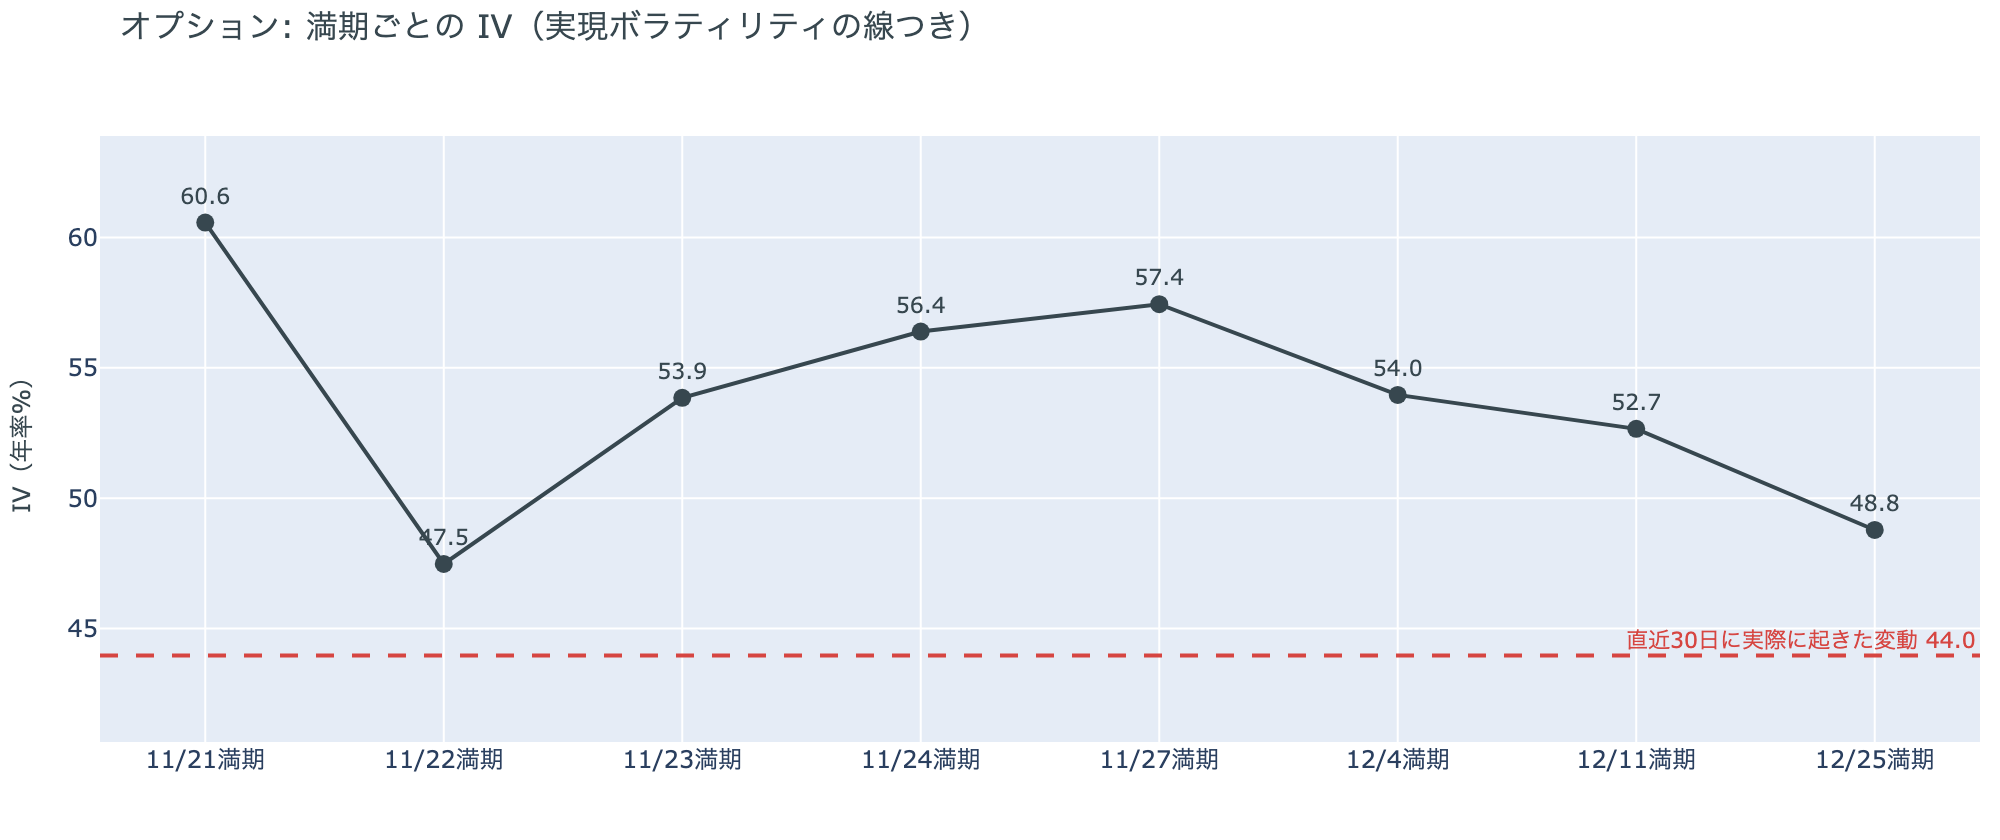 オプション: 満期ごとの IV（実現ボラティリティの線つき）
60.6
47.5
53.9
56.4
57.4
54.0
52.7
48.8
60
55
50
45
IV（年率%）
直近30日に実際に起きた変動 44.0
11/21満期
11/22満期
11/23満期
11/24満期
11/27満期
12/4満期
12/11満期
12/25満期